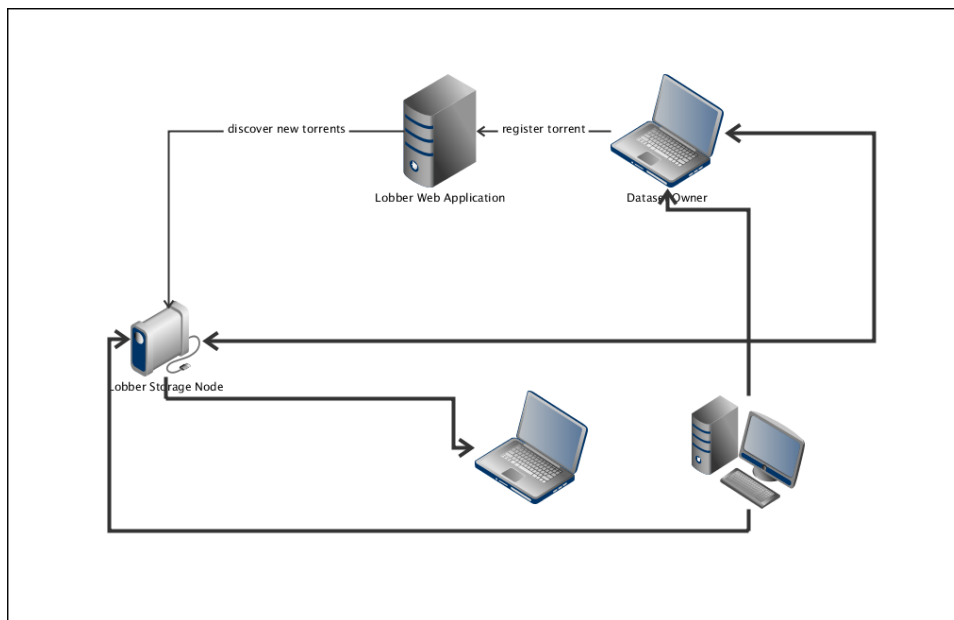 discover new torrents
register torrent
Lobber Web Application
Dataset Owner
Lobber Storage Node